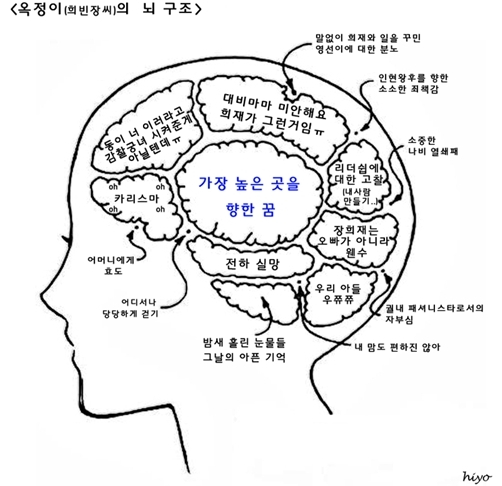 <옥정이(희빈장씨)의 뇌 구조>
말없이 희재와 일을 꾸민
영선이에 대한 분노
인현왕후를 향한
소소한 죄책감
대비마마 미안해요
희재가 그런거임ㅠ
동이 너 이러라고
감찰궁녀 시켜준게
아닐텐데ㅠ
소중한
나비 열쇠패
리더쉽에
대한 고찰
(내사람
만들기..)
가장 높은 곳을
향한 꿈
oh oh
카리스마
oh oh
장희재는
오빠가 아니라
웬수
어머니에게
효도
전하 실망
어디서나
당당하게 걷기
우리 아들
우쮸쮸
궐내 패셔니스타로서의
자부심
밤새 흘린 눈물들
그날의 아픈 기억
내 맘도 편하진 않아
hiyo